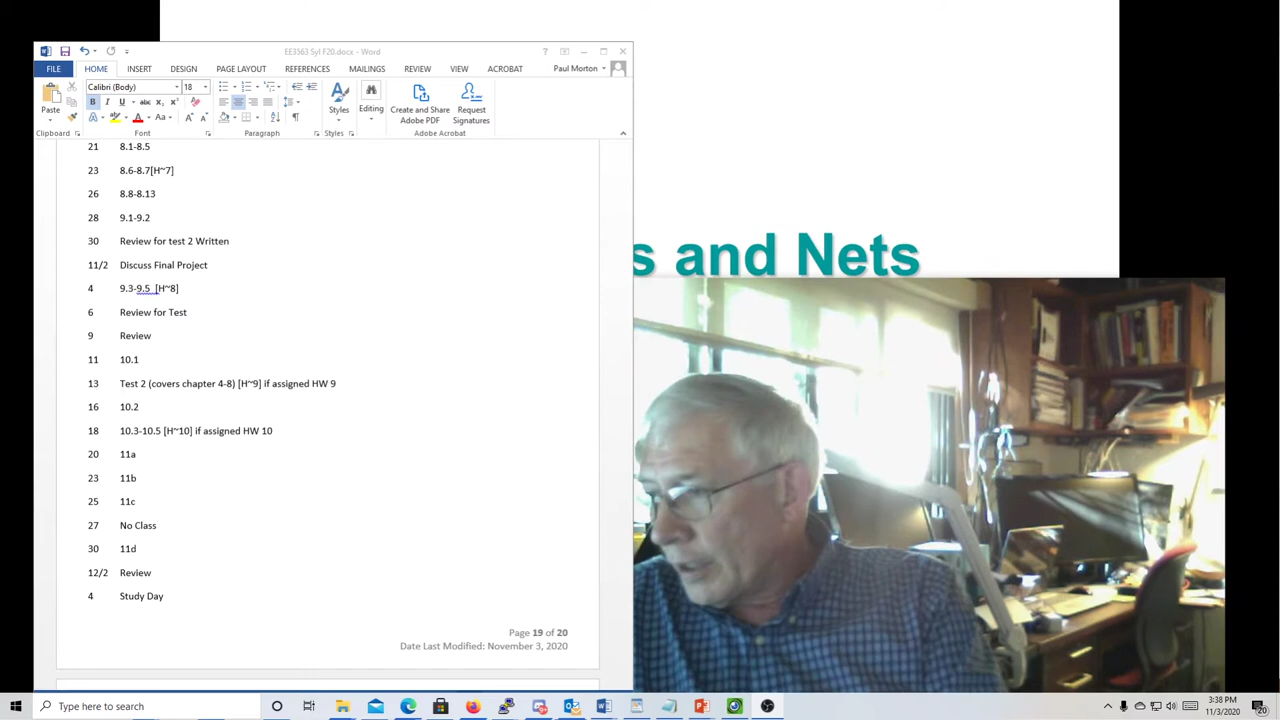 EE3563 Syl F20.docx - Word
FILE HOME INSERT DESIGN PAGE LAYOUT REFERENCES MAILINGS REVIEW VIEW ACROBAT Paul Morton
Calibri (Body) 18
Paste
Styles
Editing
Create and Share Adobe PDF
Request Signatures
Clipboard Font Paragraph Styles Adobe Acrobat
21 8.1-8.5
23 8.6-8.7[H~7]
26 8.8-8.13
28 9.1-9.2
30 Review for test 2 Written
11/2 Discuss Final Project
4 9.3-9.5 [H~8]
6 Review for Test
9 Review
11 10.1
13 Test 2 (covers chapter 4-8) [H~9] if assigned HW 9
16 10.2
18 10.3-10.5 [H~10] if assigned HW 10
20 11a
23 11b
25 11c
27 No Class
30 11d
12/2 Review
4 Study Day
Page 19 of 20
Date Last Modified: November 3, 2020
s and Nets
Type here to search
3:38 PM
11/3/2020
20